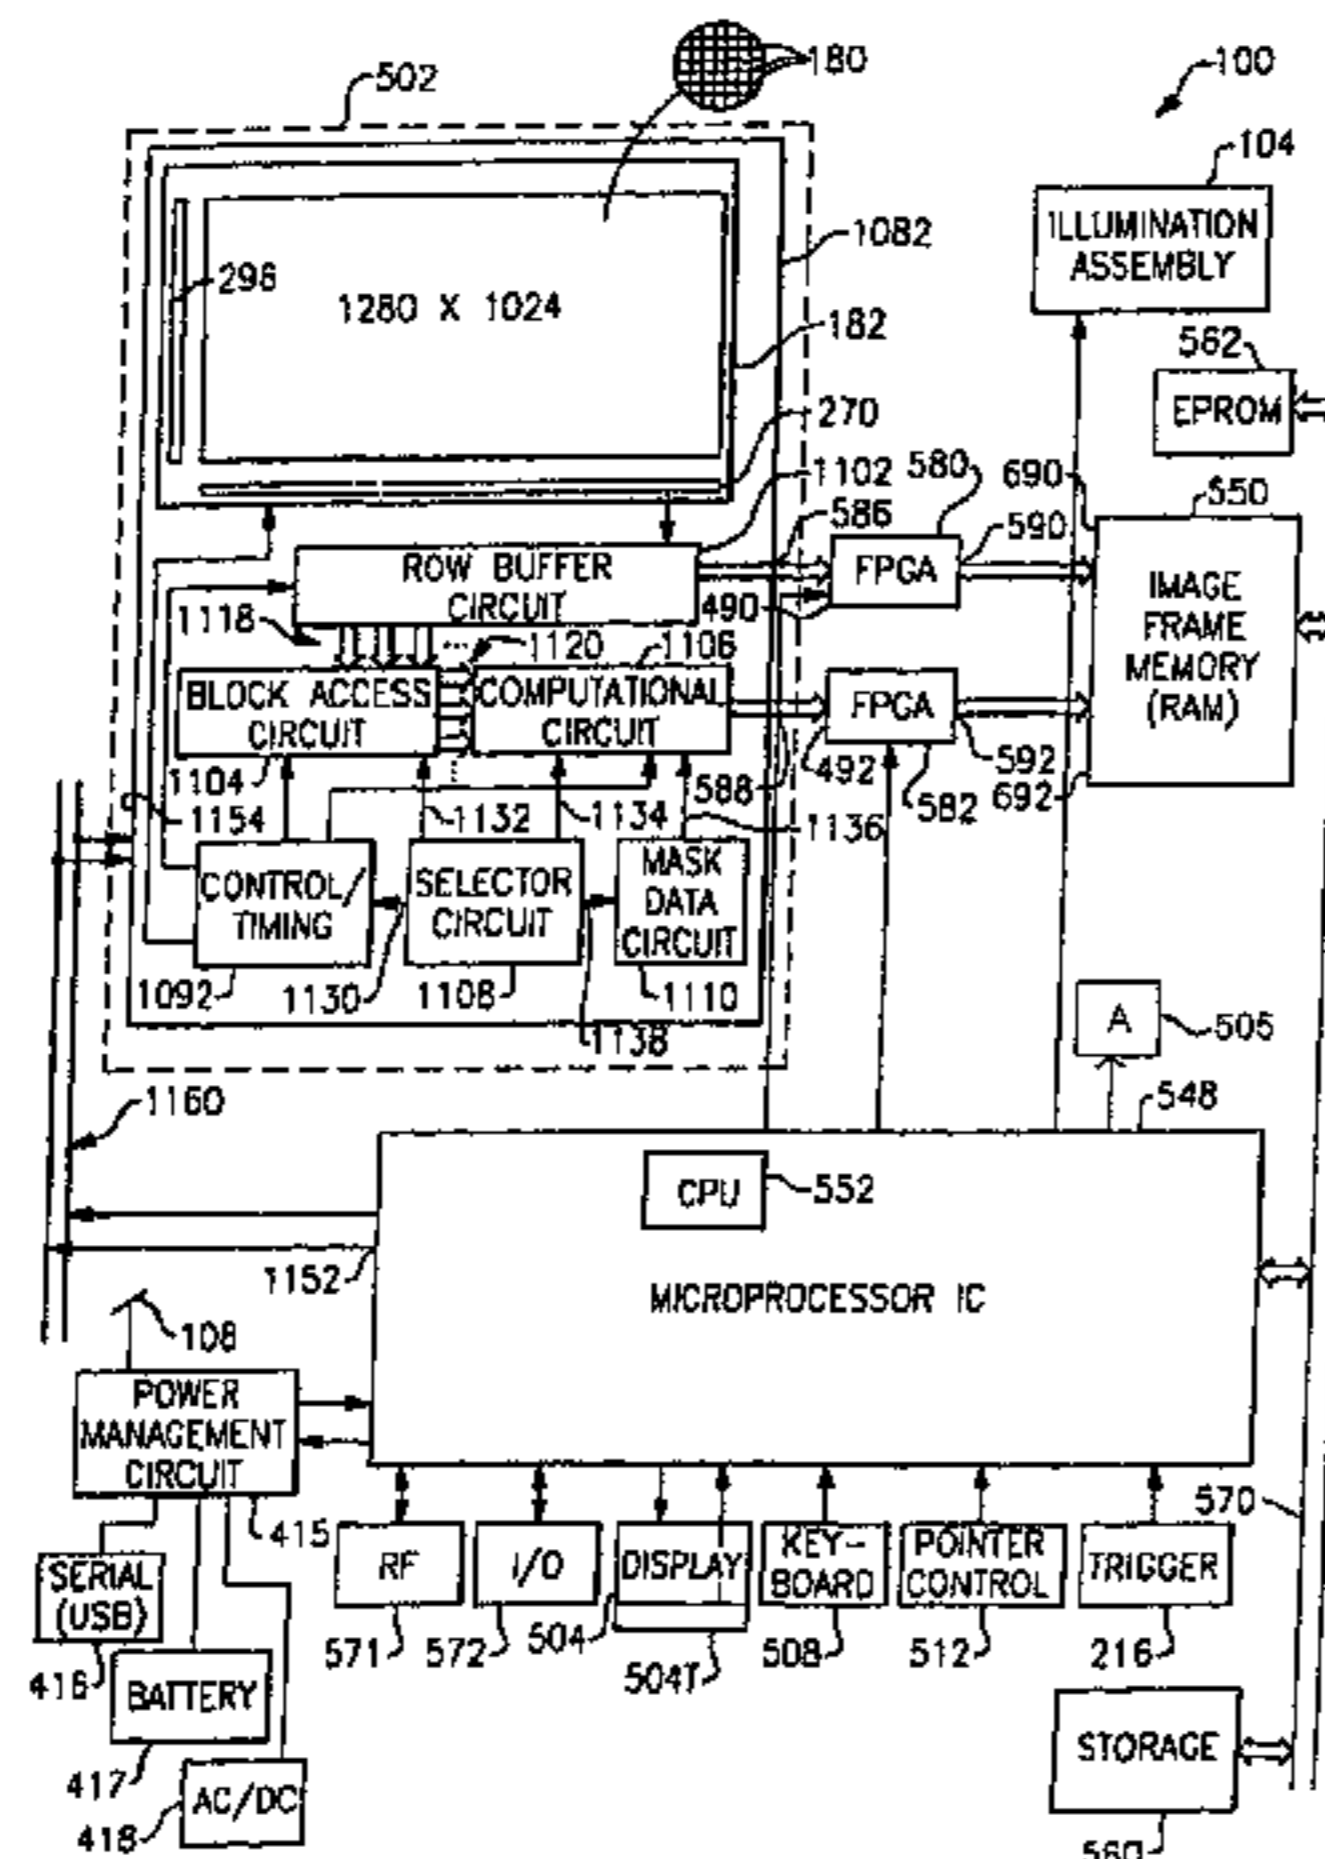 180
100
502
104
ILLUMINATION
ASSEMBLY
1082
296
1280 X 1024
182
562
EPROM
270
1102
580
690
550
586
590
ROW BUFFER
CIRCUIT
FPGA
IMAGE
FRAME
MEMORY
(RAM)
490
1118
1120
1106
BLOCK ACCESS
CIRCUIT
COMPUTATIONAL
CIRCUIT
FPGA
1104
588
492
592
582
692
1154
1132
1134
1136
CONTROL/
TIMING
SELECTOR
CIRCUIT
MASK
DATA
CIRCUIT
1092
1130
1108
1110
1138
A
505
1160
548
CPU
552
1152
MICROPROCESSOR IC
108
POWER
MANAGEMENT
CIRCUIT
415
570
SERIAL
(USB)
RF
I/O
DISPLAY
KEY-
BOARD
POINTER
CONTROL
TRIGGER
416
571
572
504
504T
508
512
216
BATTERY
417
STORAGE
AC/DC
418
560